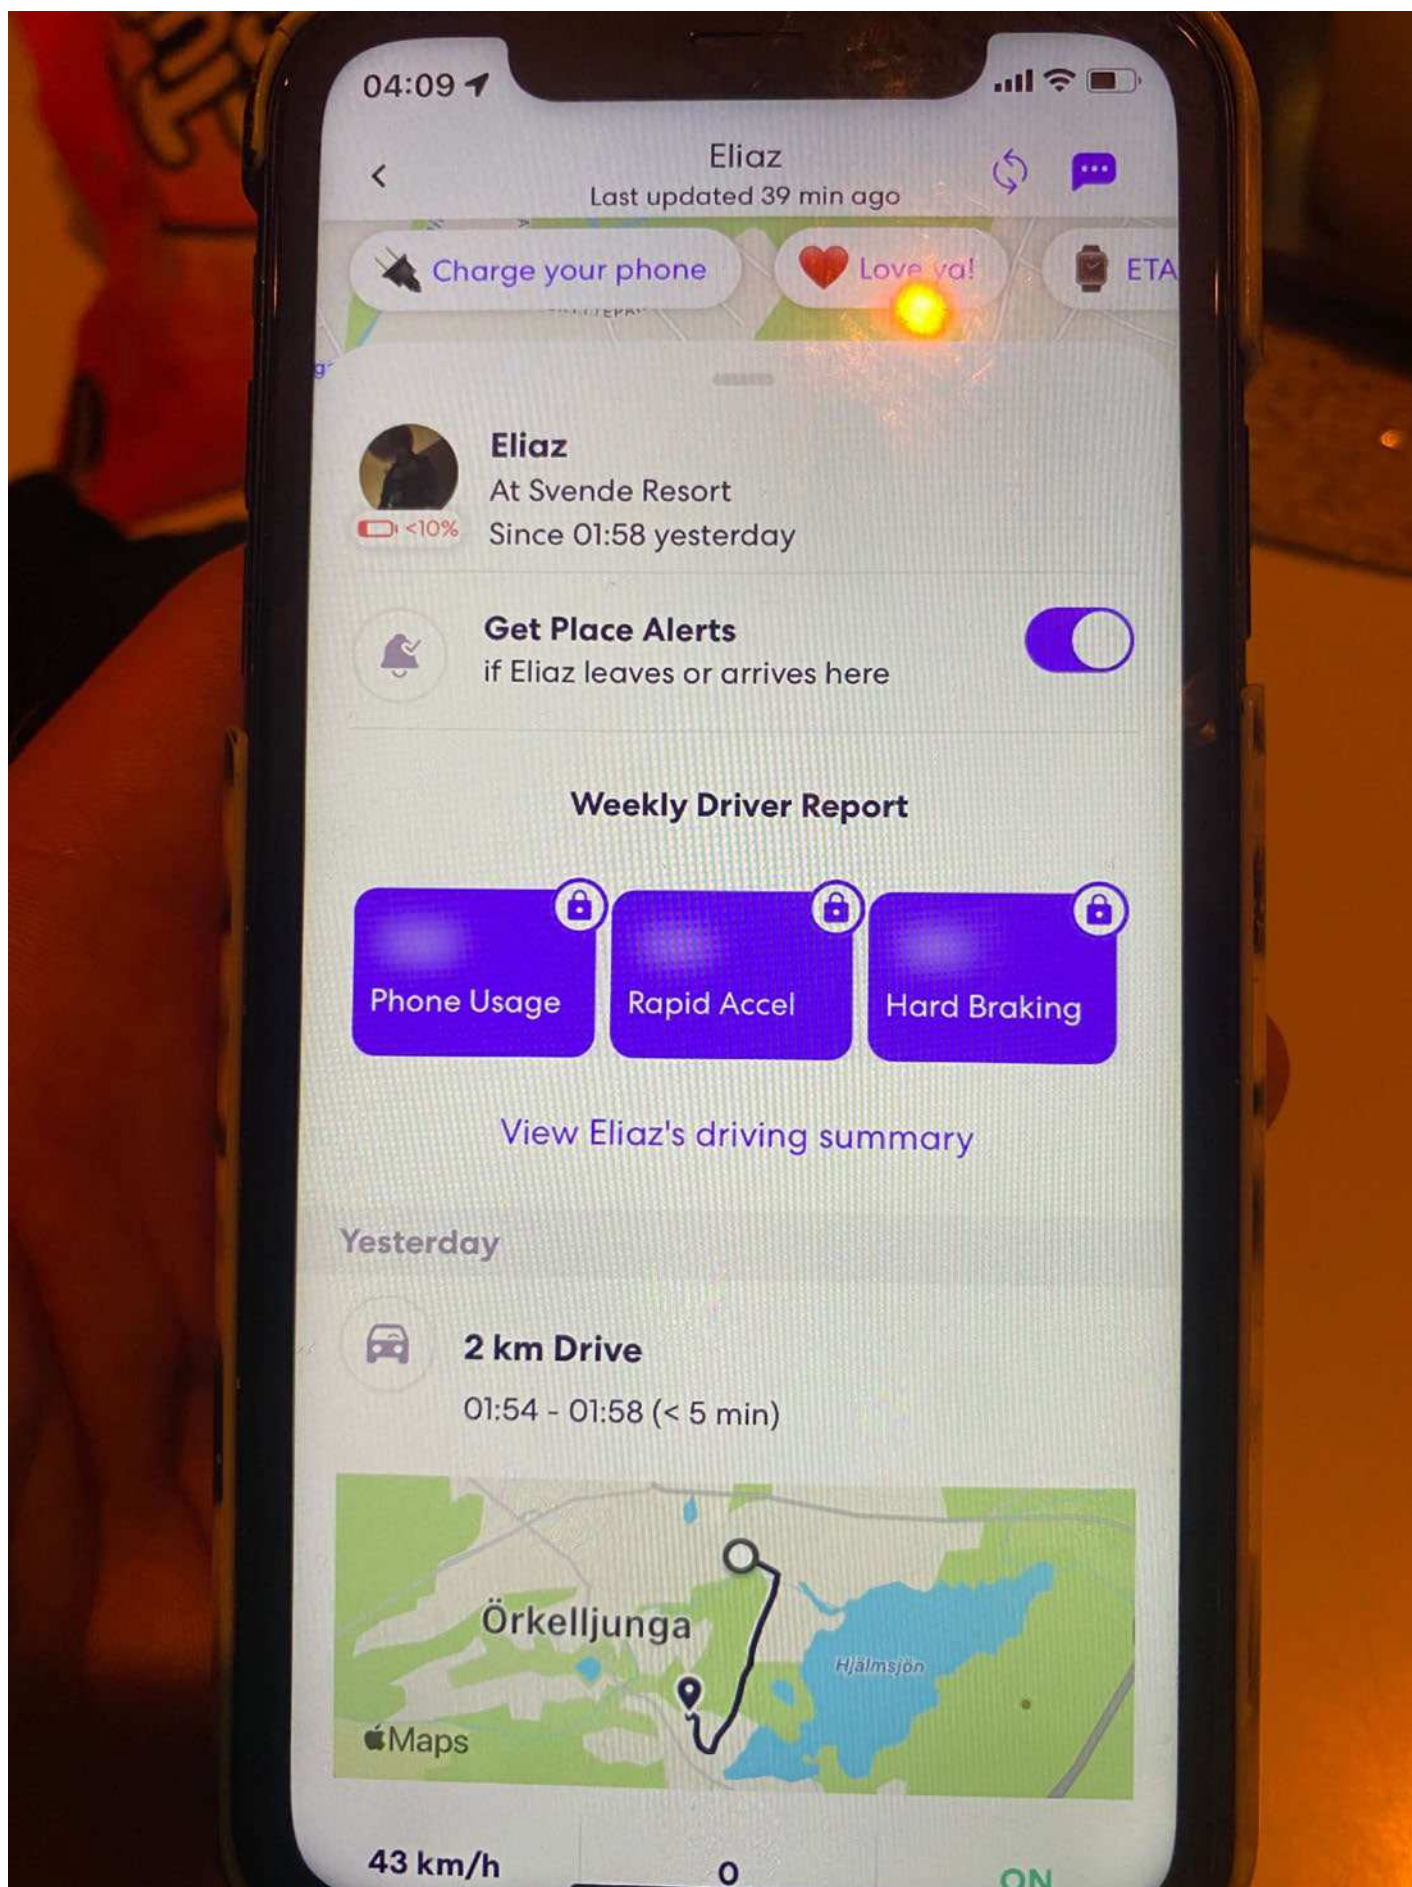 04:09
Eliaz
Last updated 39 min ago
Charge your phone
Love ya!
ETA
Eliaz
At Svende Resort
<10%
Since 01:58 yesterday
Get Place Alerts
if Eliaz leaves or arrives here
Weekly Driver Report
Phone Usage
Rapid Accel
Hard Braking
View Eliaz's driving summary
Yesterday
2 km Drive
01:54 - 01:58 (< 5 min)
Örkelljunga
Hjälmsjön
Maps
43 km/h
0
ON